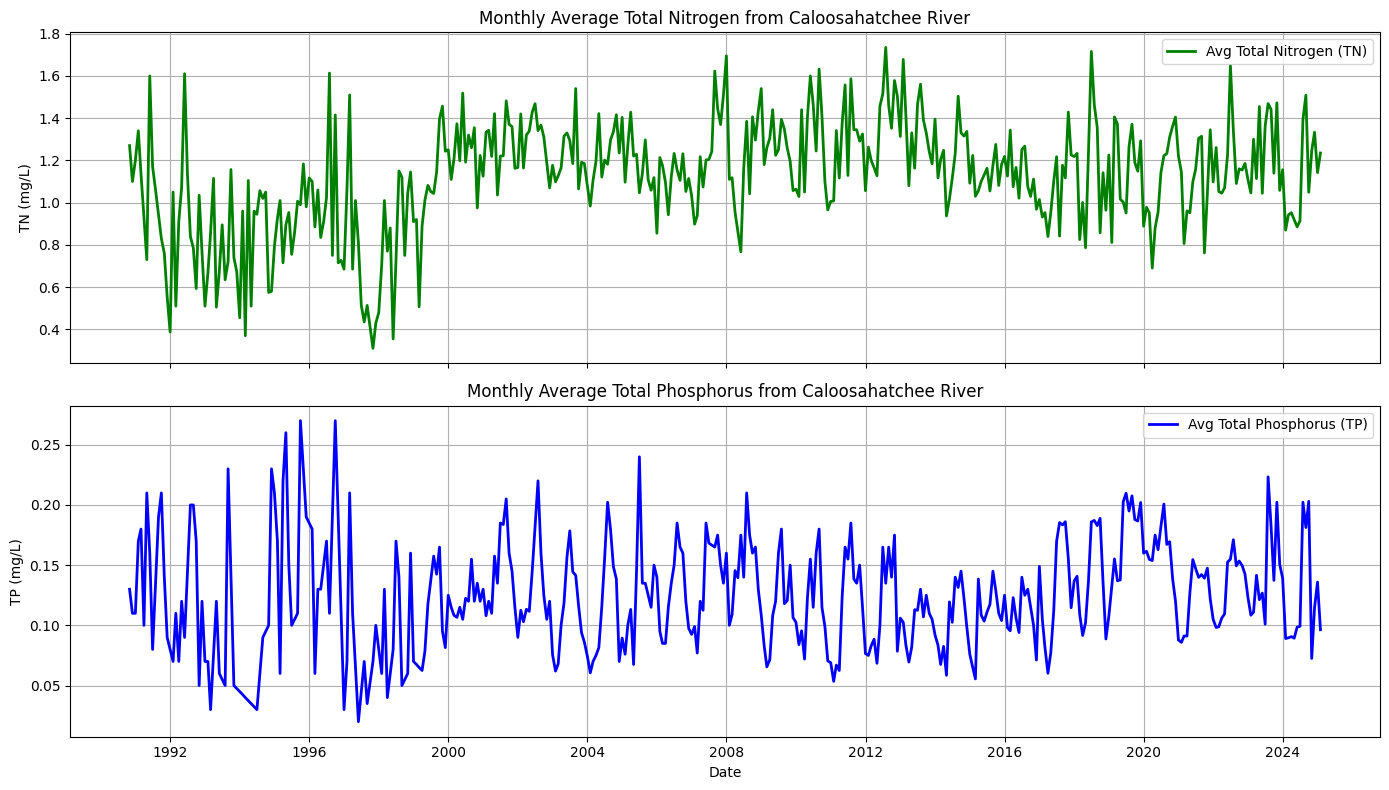 Monthly Average Total Nitrogen from Caloosahatchee River
1.8
1.6
1.4
1.2
1.0
0.8
0.6
0.4
TN (mg/L)
Avg Total Nitrogen (TN)
Monthly Average Total Phosphorus from Caloosahatchee River
0.25
0.20
0.15
0.10
0.05
TP (mg/L)
Avg Total Phosphorus (TP)
1992 1996 2000 2004 2008 2012 2016 2020 2024
Date